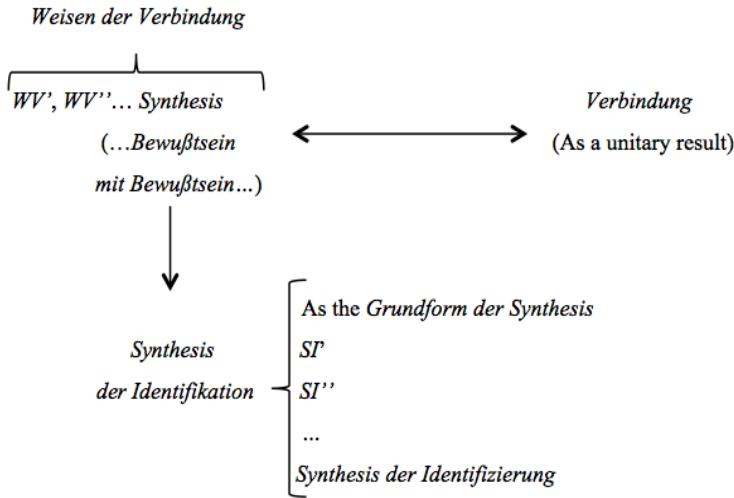 Weisen der Verbindung
WV’, WV’’… Synthesis
(…Bewußtsein
mit Bewußtsein…)
Verbindung
(As a unitary result)
Synthesis
der Identifikation
As the Grundform der Synthesis
SI’
SI’’
...
Synthesis der Identifizierung